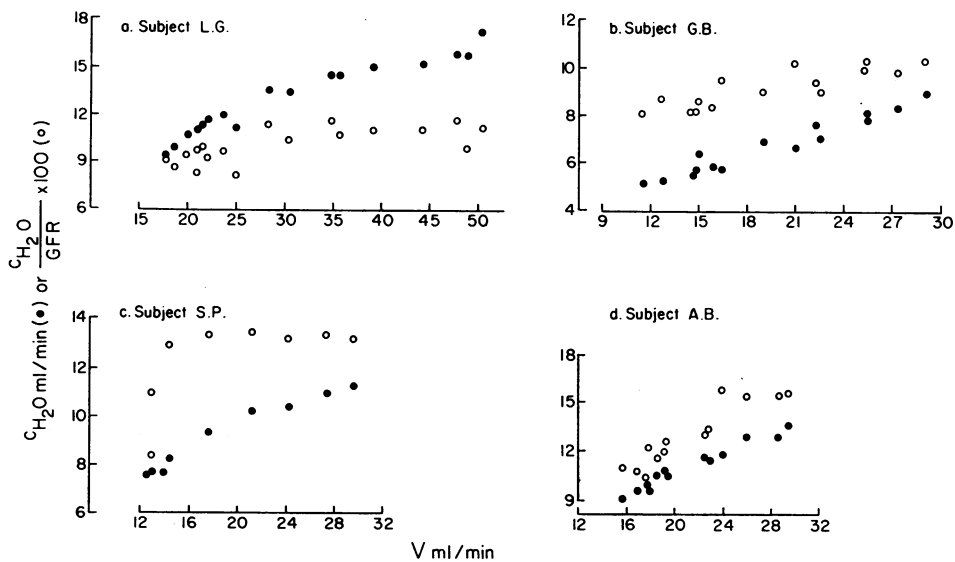 a. Subject L.G.
18
15
12
9
6
15 20 25 30 35 40 45 50
b. Subject G.B.
12
10
8
6
4
9 12 15 18 21 24 27 30
C_H₂O ml/min (●) or C_H₂O / GFR x100 (○)
c. Subject S.P.
14
12
10
8
6
12 16 20 24 28 32
d. Subject A.B.
18
15
12
9
12 16 20 24 28 32
V ml/min